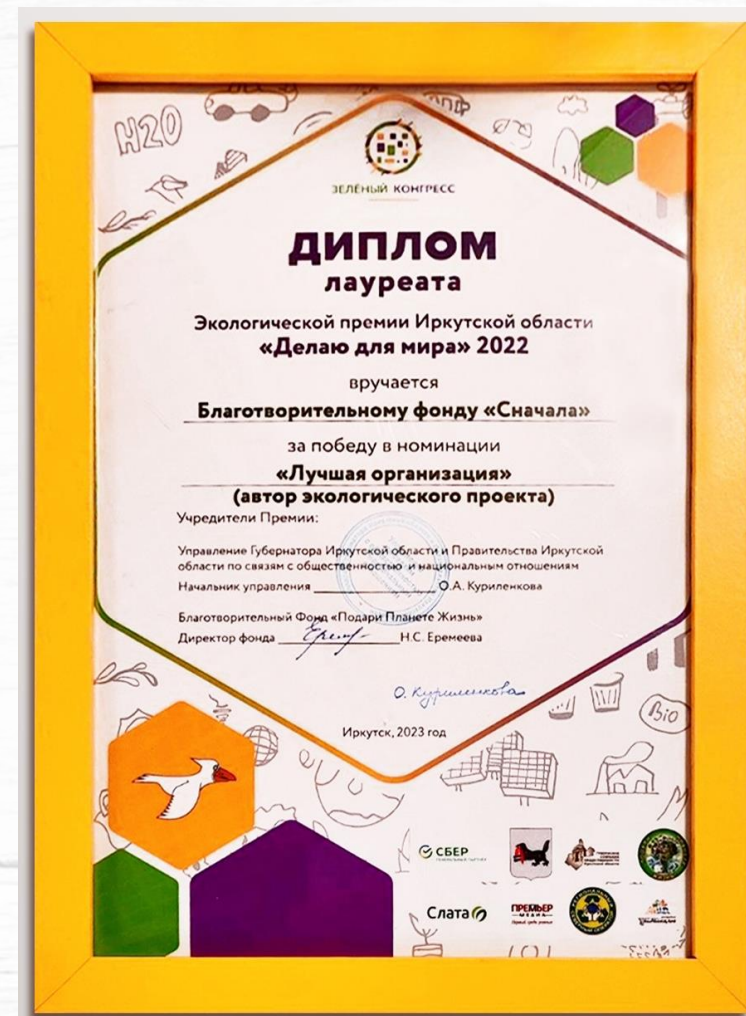 H2O
ЗЕЛЁНЫЙ КОНГРЕСС
ДИПЛОМ
лауреата
Экологической премии Иркутской области
«Делаю для мира» 2022
вручается
Благотворительному фонду «Сначала»
за победу в номинации
«Лучшая организация»
(автор экологического проекта)
Учредители Премии:
Управление Губернатора Иркутской области и Правительства Иркутской
области по связям с общественностью и национальным отношениям
Начальник управления О.А. Куриленкова
Благотворительный Фонд «Подари Планете Жизнь»
Директор фонда Н.С. Еремеева
О. Куриленкова
Иркутск, 2023 год
Bio
СБЕР
Слата
ПРЕМЬЕР
МЕДИА